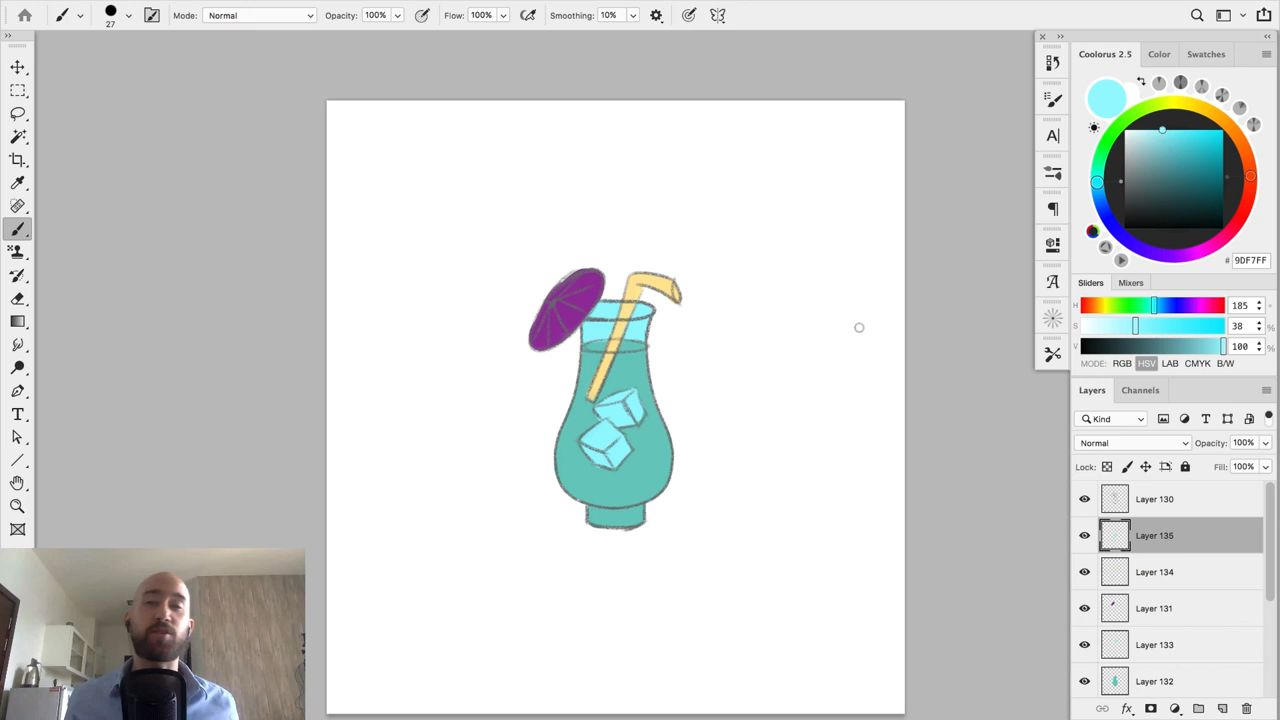 27
Mode: Normal
Opacity: 100%
Flow: 100%
Smoothing: 10%
Coolorus 2.5
Color
Swatches
# 9DF7FF
Sliders
Mixers
H 185 °
S 38 %
V 100 %
MODE: RGB HSV LAB CMYK B/W
Layers
Channels
Kind
Normal
Opacity: 100%
Lock:
Fill: 100%
Layer 130
Layer 135
Layer 134
Layer 131
Layer 133
Layer 132